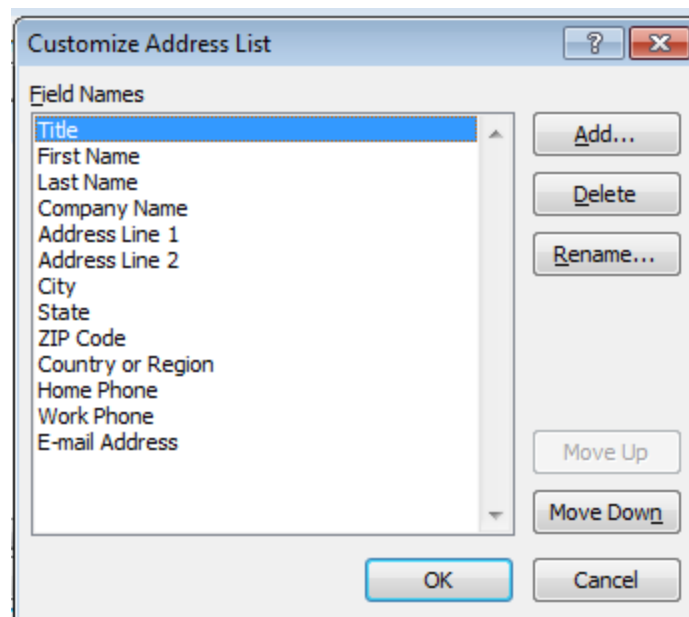 Customize Address List
Field Names
Title
First Name
Last Name
Company Name
Address Line 1
Address Line 2
City
State
ZIP Code
Country or Region
Home Phone
Work Phone
E-mail Address
Add...
Delete
Rename...
Move Up
Move Down
OK
Cancel